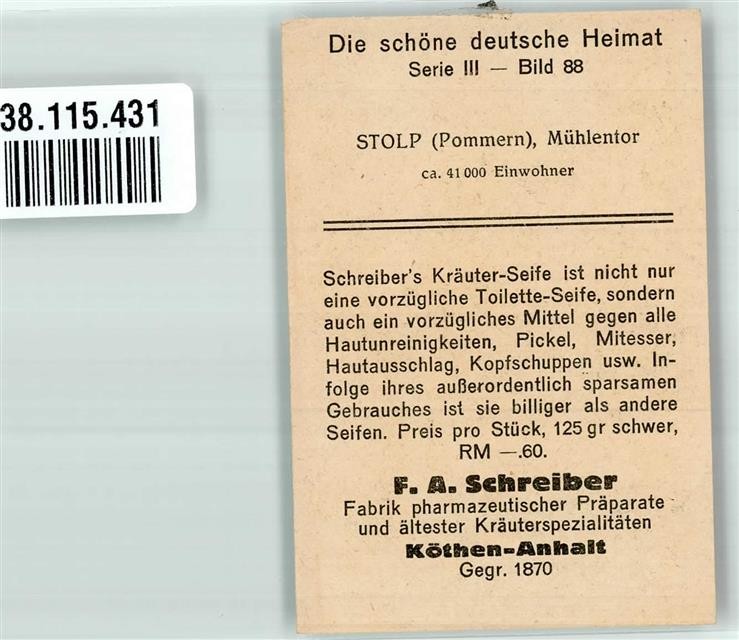 38.115.431
Die schöne deutsche Heimat
Serie III — Bild 88
STOLP (Pommern), Mühlentor
ca. 41 000 Einwohner
Schreiber's Kräuter-Seife ist nicht nur
eine vorzügliche Toilette-Seife, sondern
auch ein vorzügliches Mittel gegen alle
Hautunreinigkeiten, Pickel, Mitesser,
Hautausschlag, Kopfschuppen usw. In-
folge ihres außerordentlich sparsamen
Gebrauches ist sie billiger als andere
Seifen. Preis pro Stück, 125 gr schwer,
RM —.60.
F. A. Schreiber
Fabrik pharmazeutischer Präparate
und ältester Kräuterspezialitäten
Köthen-Anhalt
Gegr. 1870